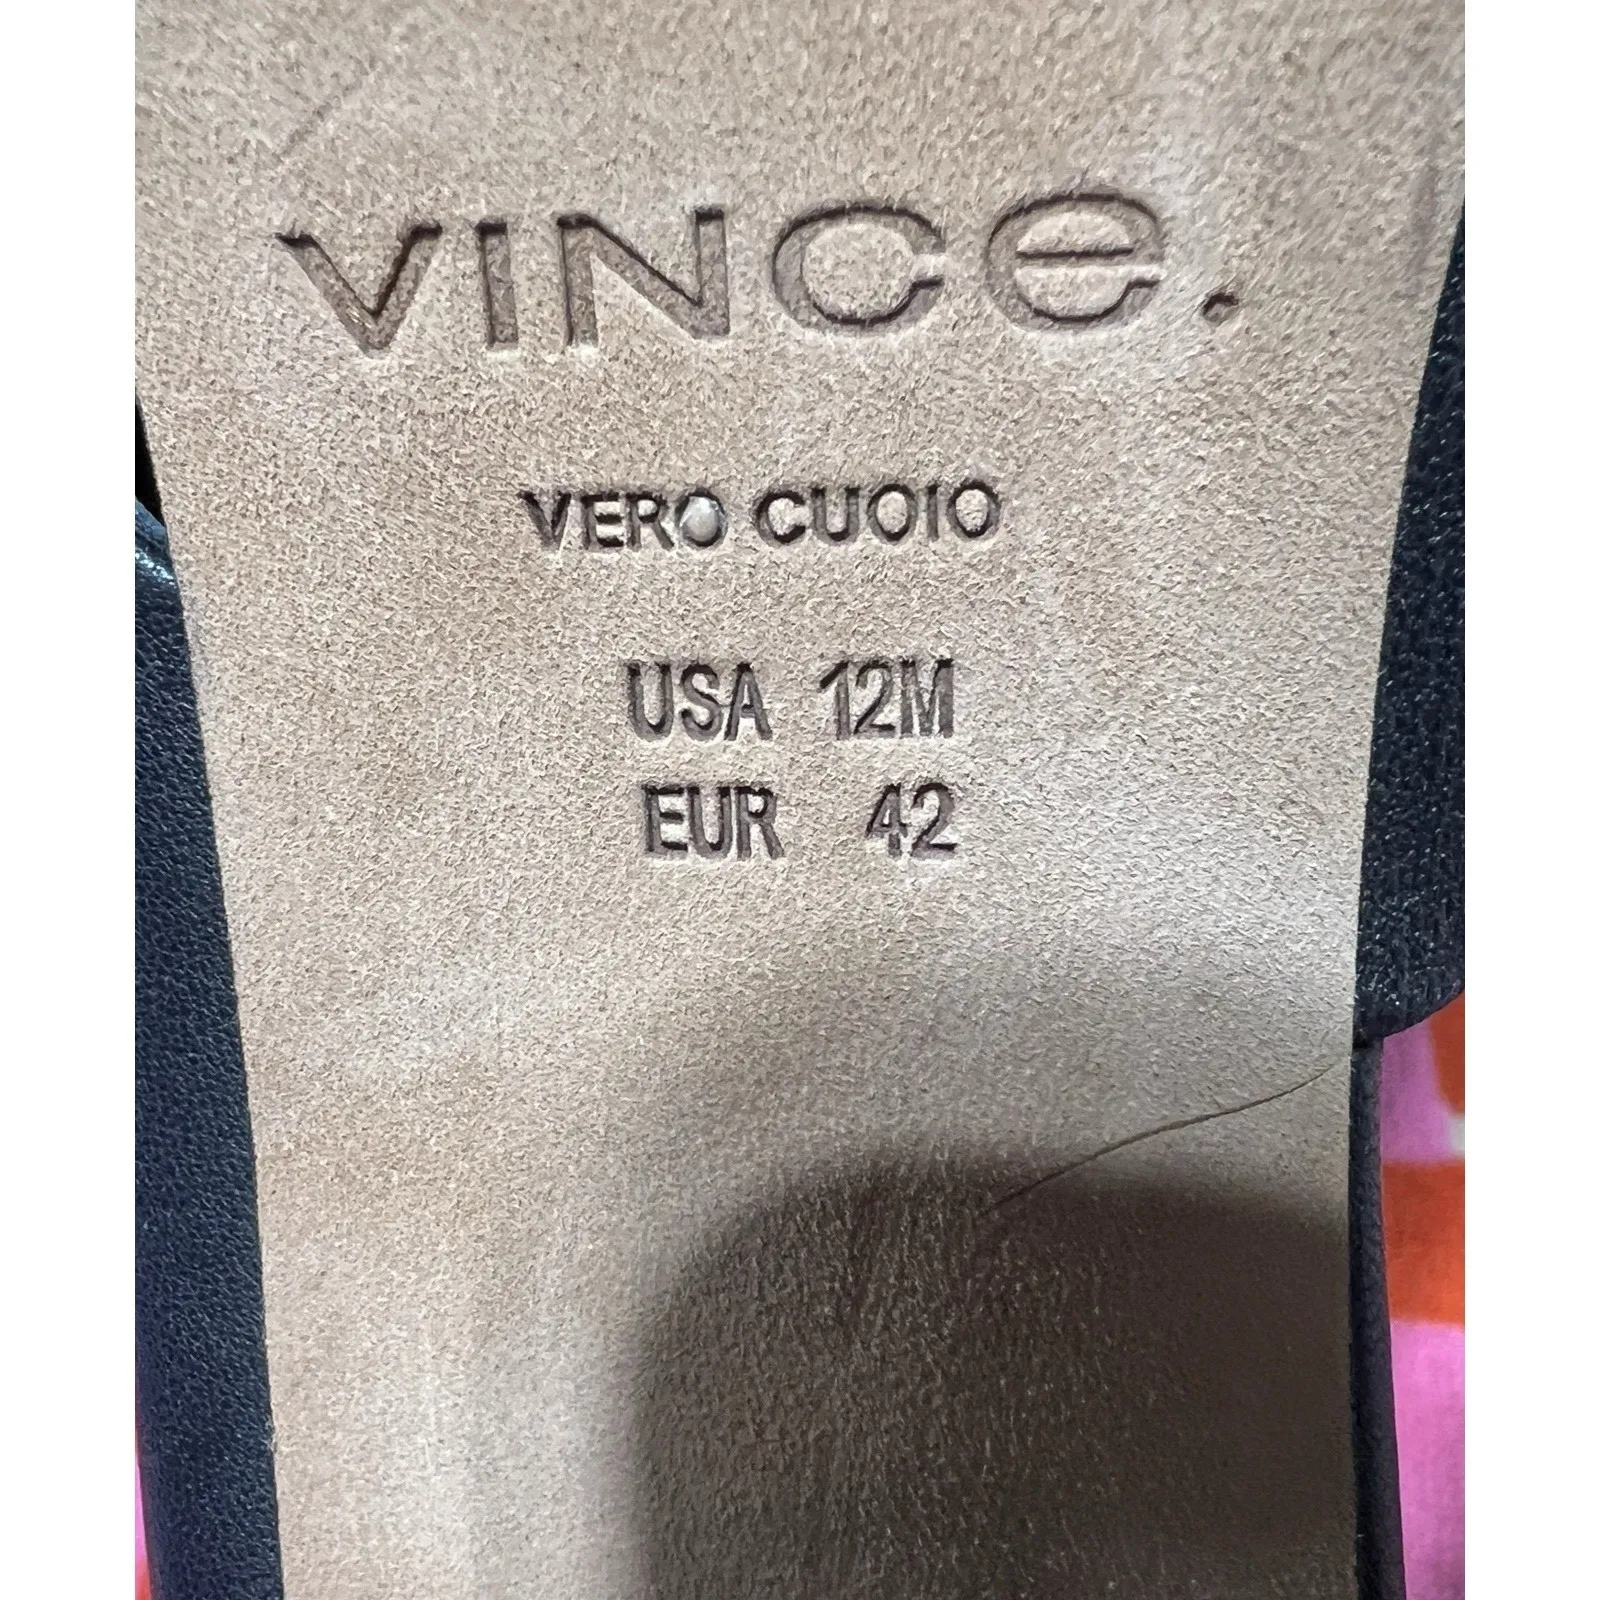 VINCe.
VERO CUOIO
USA 12M
EUR 42